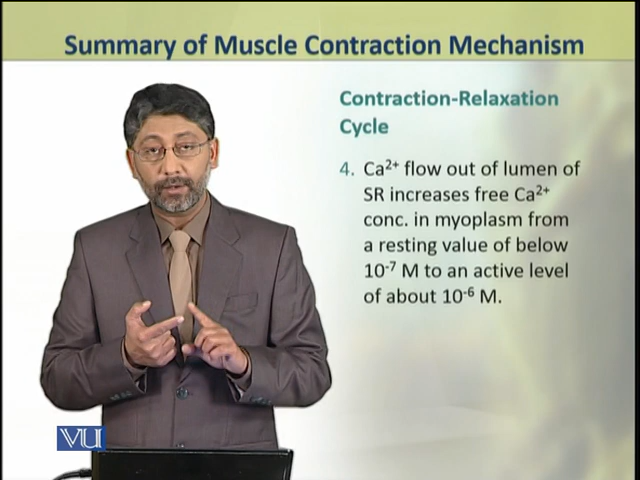 Summary of Muscle Contraction Mechanism
Contraction-Relaxation
Cycle
4. Ca²⁺ flow out of lumen of
SR increases free Ca²⁺
conc. in myoplasm from
a resting value of below
10⁻⁷ M to an active level
of about 10⁻⁶ M.
VU